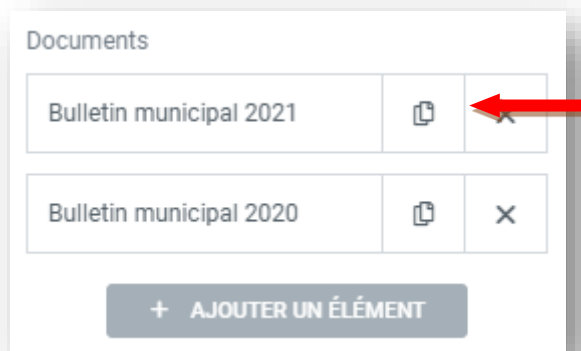 Documents
Bulletin municipal 2021
Bulletin municipal 2020
+ AJOUTER UN ÉLÉMENT